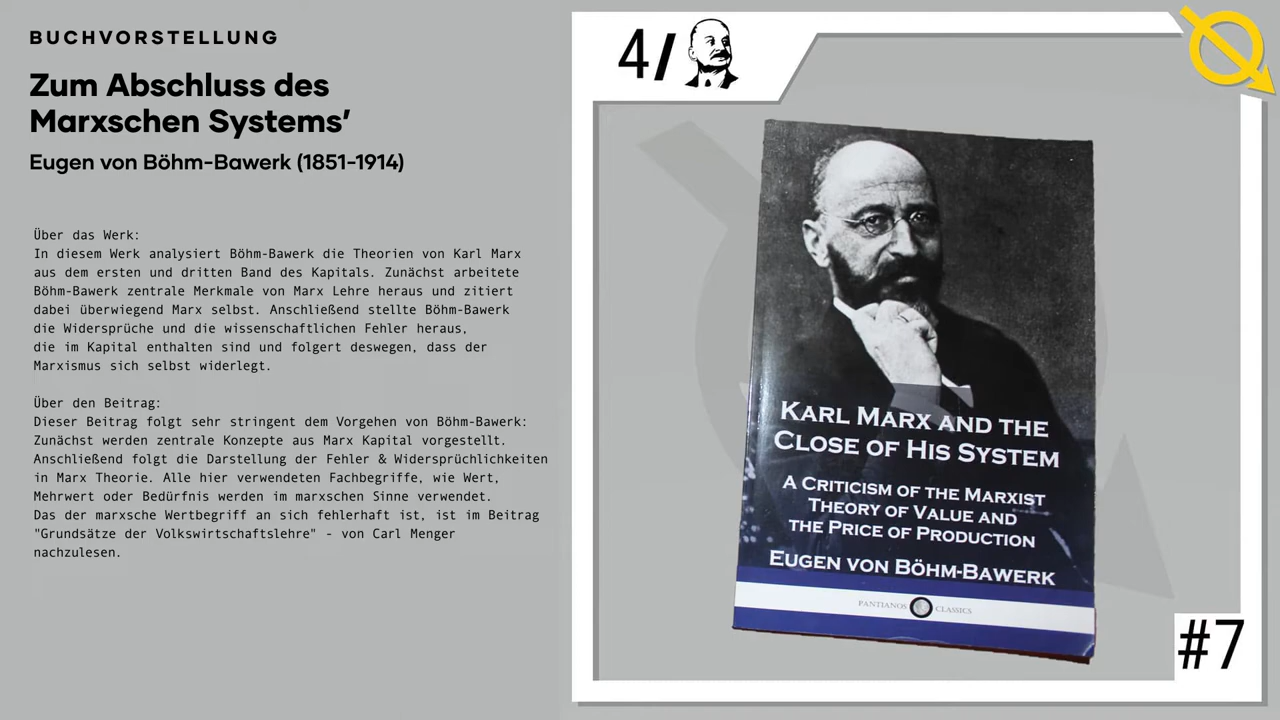 BUCHVORSTELLUNG
Zum Abschluss des
Marxschen Systems’
Eugen von Böhm-Bawerk (1851-1914)
Über das Werk:
In diesem Werk analysiert Böhm-Bawerk die Theorien von Karl Marx
aus dem ersten und dritten Band des Kapitals. Zunächst arbeitete
Böhm-Bawerk zentrale Merkmale von Marx Lehre heraus und zitiert
dabei überwiegend Marx selbst. Anschließend stellte Böhm-Bawerk
die Widersprüche und die wissenschaftlichen Fehler heraus,
die im Kapital enthalten sind und folgert deswegen, dass der
Marxismus sich selbst widerlegt.
Über den Beitrag:
Dieser Beitrag folgt sehr stringent dem Vorgehen von Böhm-Bawerk:
Zunächst werden zentrale Konzepte aus Marx Kapital vorgestellt.
Anschließend folgt die Darstellung der Fehler & Widersprüchlichkeiten
in Marx Theorie. Alle hier verwendeten Fachbegriffe, wie Wert,
Mehrwert oder Bedürfnis werden im marxschen Sinne verwendet.
Das der marxsche Wertbegriff an sich fehlerhaft ist, ist im Beitrag
"Grundsätze der Volkswirtschaftslehre" - von Carl Menger
nachzulesen.
4/
KARL MARX AND THE
CLOSE OF HIS SYSTEM
A CRITICISM OF THE MARXIST
THEORY OF VALUE AND
THE PRICE OF PRODUCTION
EUGEN VON BÖHM-BAWERK
PANTIANOS CLASSICS
#7